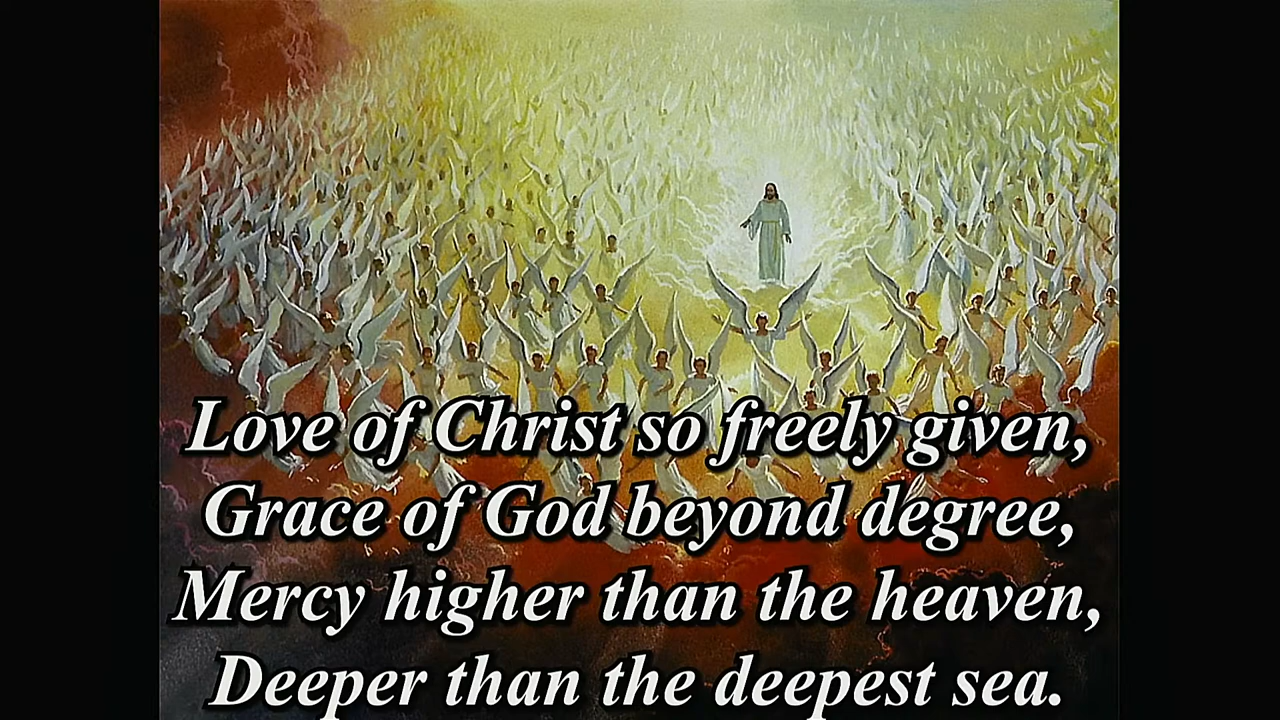 Love of Christ so freely given,
Grace of God beyond degree,
Mercy higher than the heaven,
Deeper than the deepest sea.